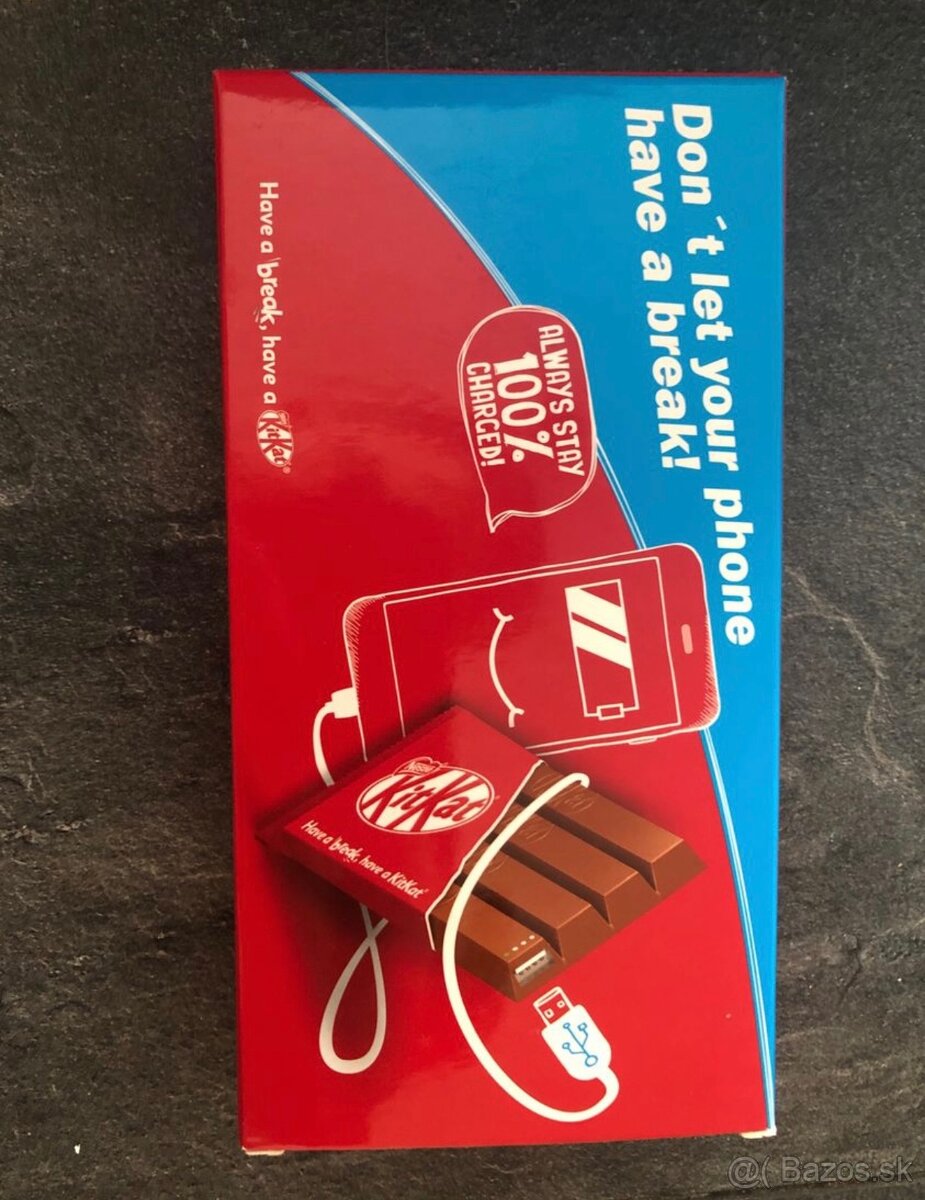 Don´t let your phone
have a break!
ALWAYS STAY
100%
CHARGED!
Nestlé
KitKat
Have a break, have a KitKat
Have a break, have a KitKat
@( Bazos.sk